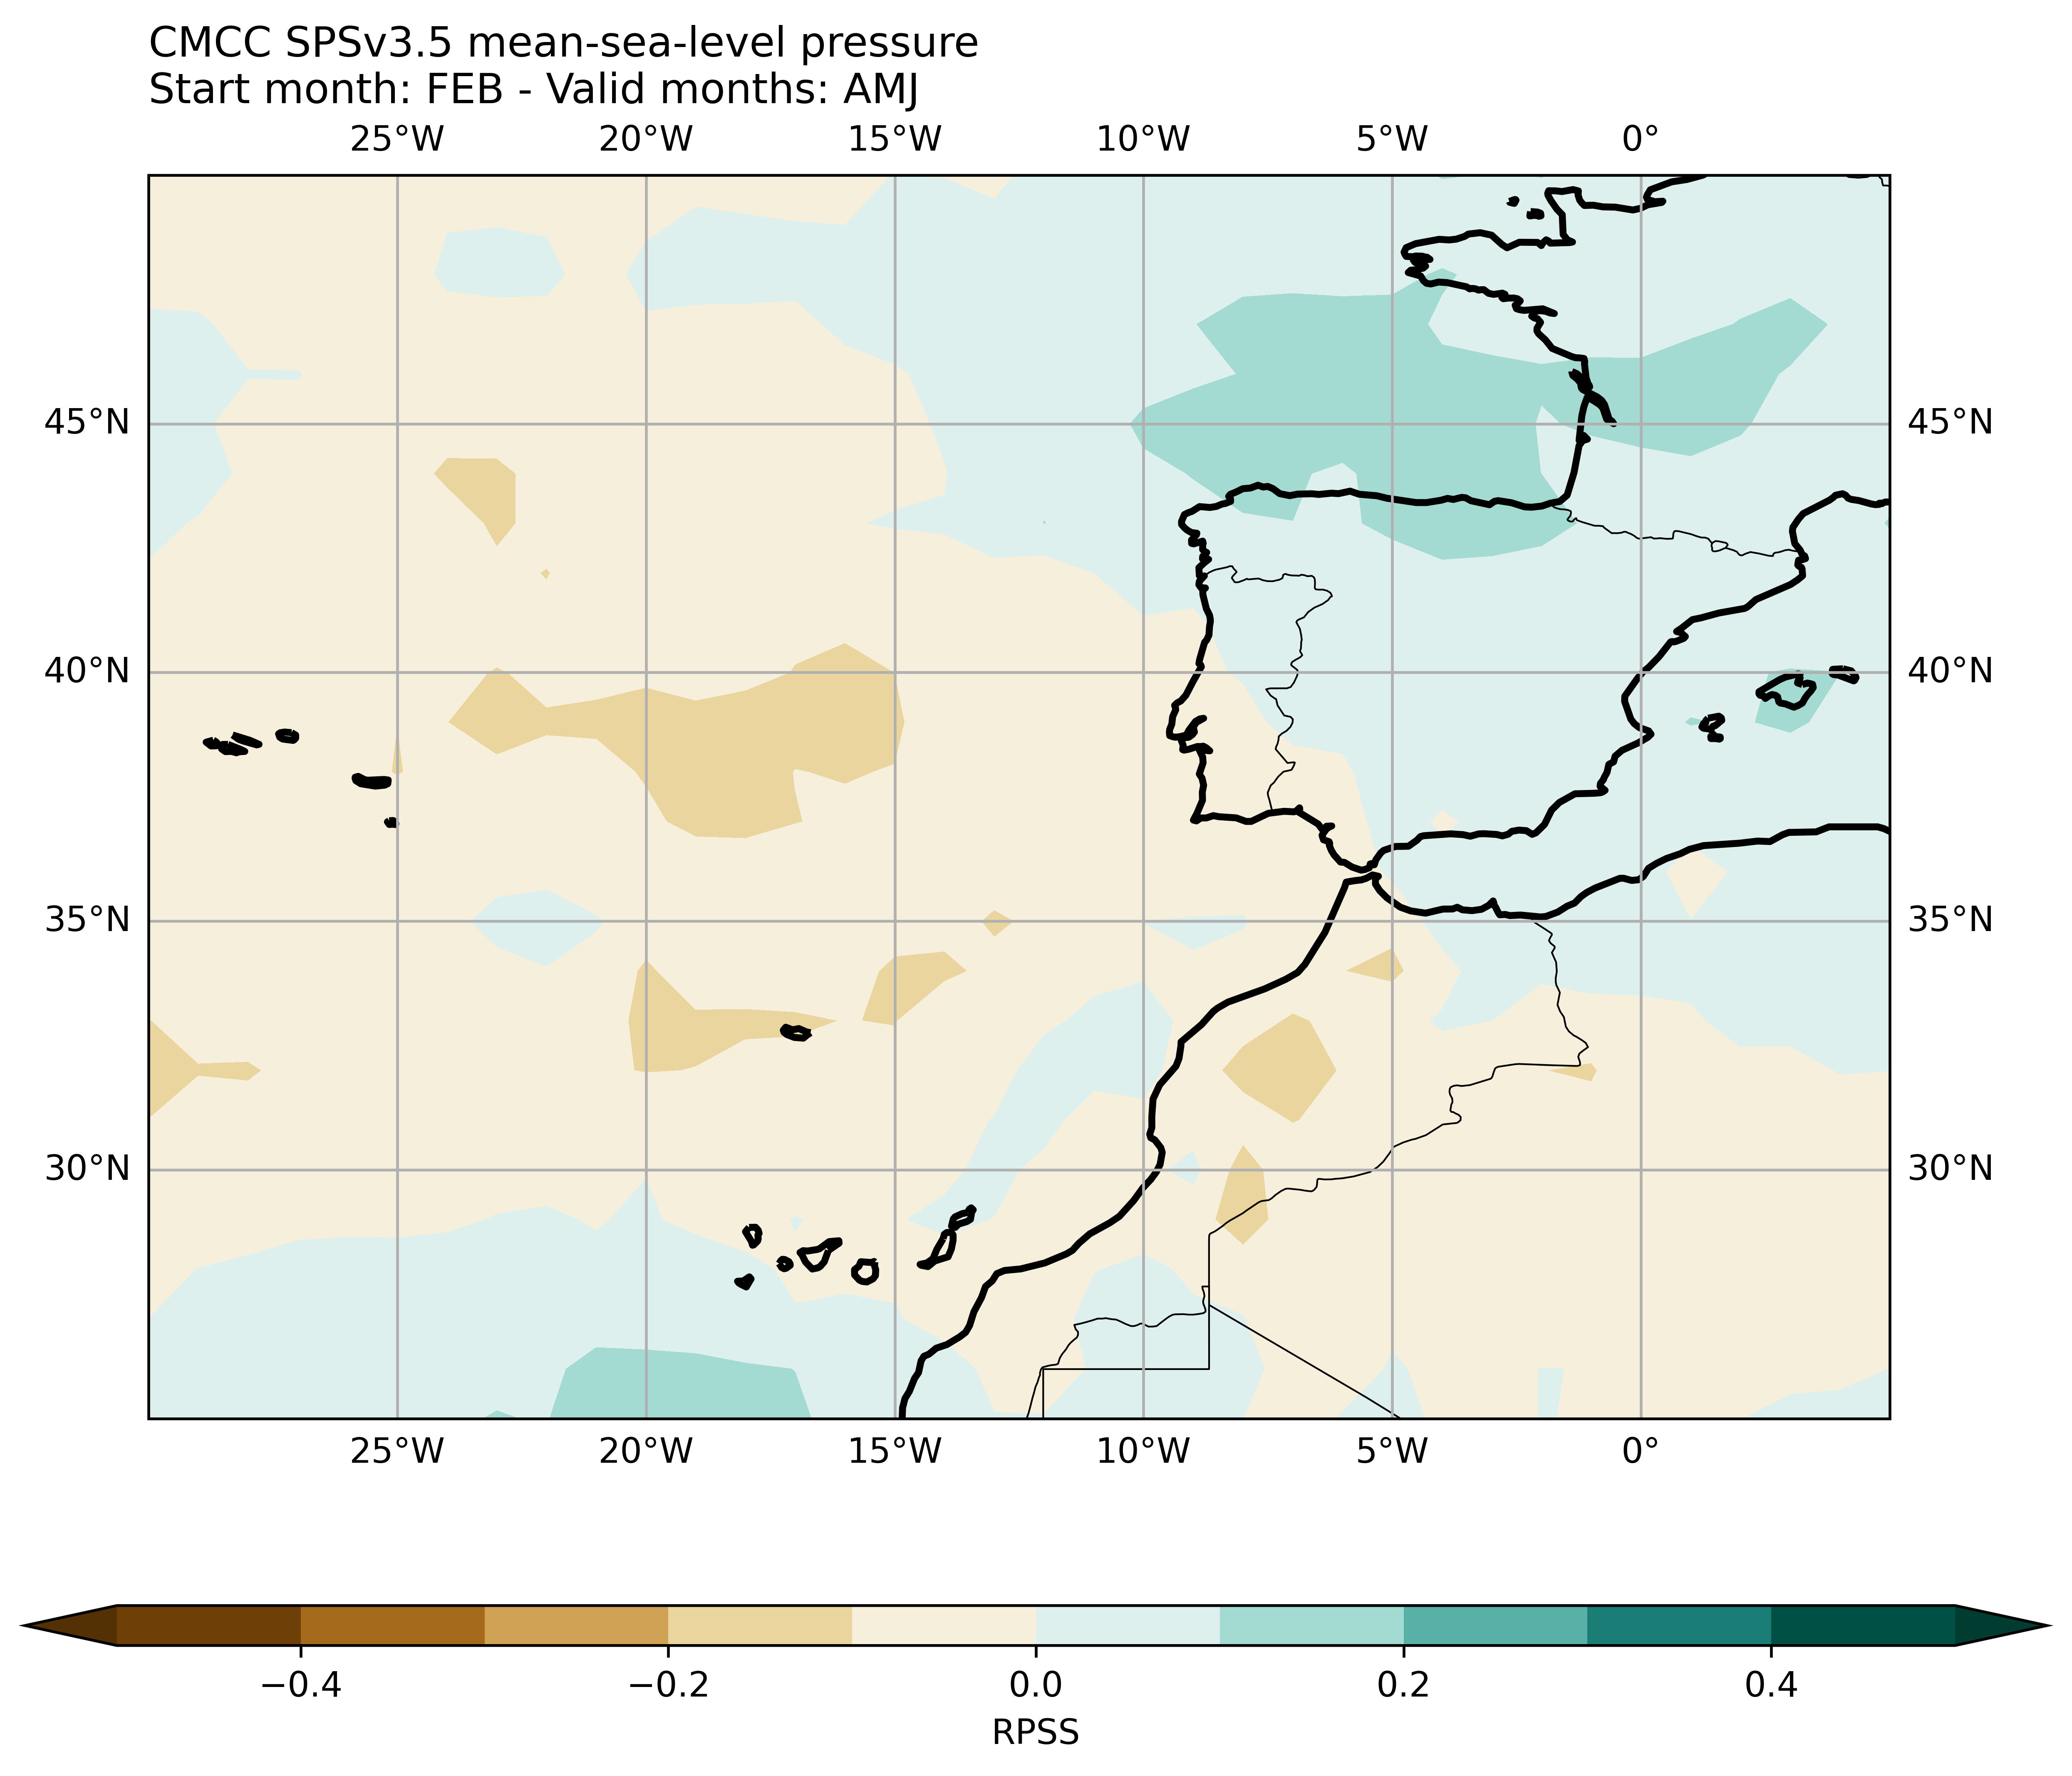 CMCC SPSv3.5 mean-sea-level pressure
Start month: FEB - Valid months: AMJ
25°W 20°W 15°W 10°W 5°W 0°
45°N 45°N
40°N 40°N
35°N 35°N
30°N 30°N
25°W 20°W 15°W 10°W 5°W 0°
−0.4 −0.2 0.0 0.2 0.4
RPSS